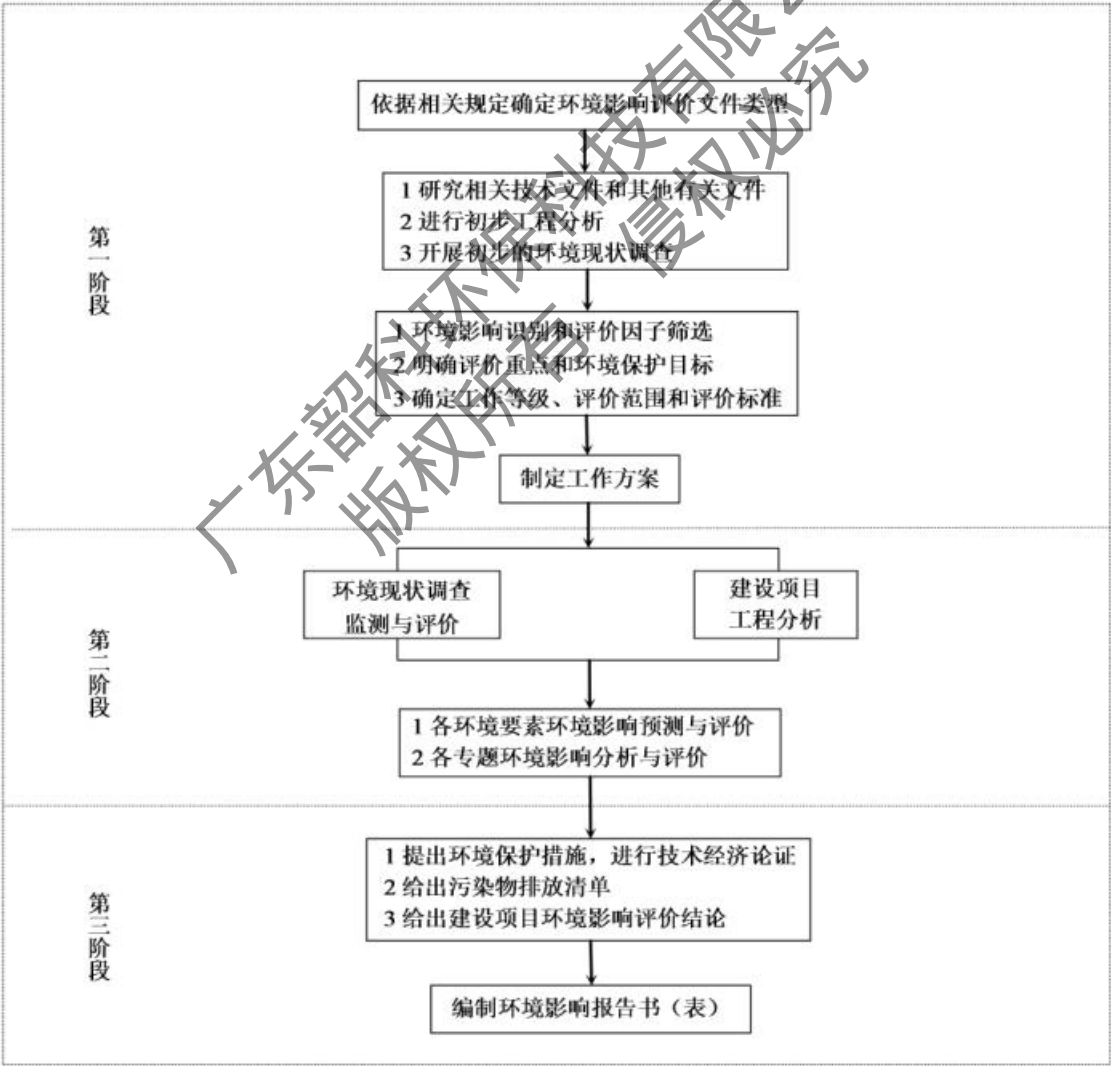 依据相关规定确定环境影响评价文件类型
1 研究相关技术文件和其他有关文件
2 进行初步工程分析
3 开展初步的环境现状调查
第一阶段
1 环境影响识别和评价因子筛选
2 明确评价重点和环境保护目标
3 确定工作等级、评价范围和评价标准
制定工作方案
环境现状调查
监测与评价
建设项目
工程分析
第二阶段
1 各环境要素环境影响预测与评价
2 各专题环境影响分析与评价
1 提出环境保护措施，进行技术经济论证
2 给出污染物排放清单
3 给出建设项目环境影响评价结论
第三阶段
编制环境影响报告书（表）
广东韶科环保科技有限
版权所有 侵权必究